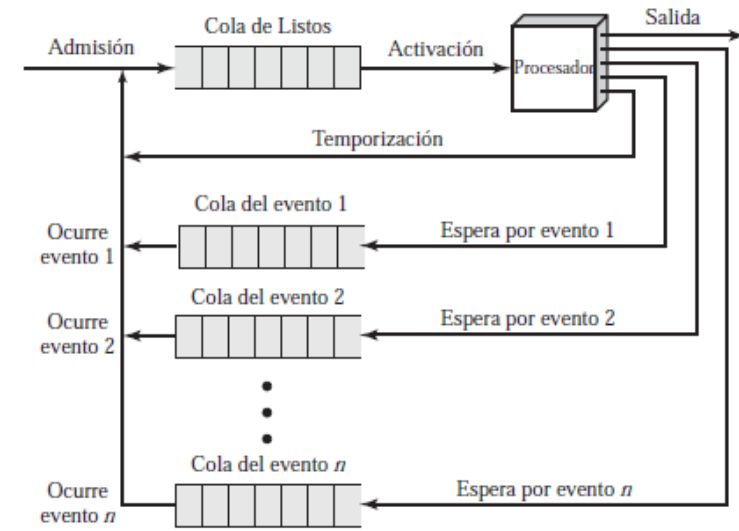 Salida
Cola de Listos
Admisión
Activación
Procesador
Temporización
Cola del evento 1
Ocurre
evento 1
Espera por evento 1
Cola del evento 2
Ocurre
evento 2
Espera por evento 2
Cola del evento n
Ocurre
evento n
Espera por evento n